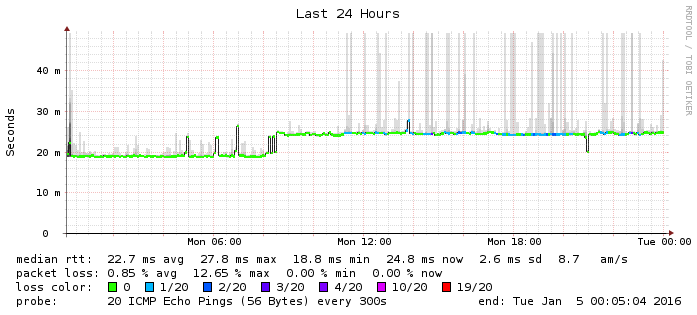 Last 24 Hours
RRDTOOL / TOBI OETIKER
Seconds
40 m
30 m
20 m
10 m
0
Mon 06:00 Mon 12:00 Mon 18:00 Tue 00:00
median rtt: 22.7 ms avg 27.8 ms max 18.8 ms min 24.8 ms now 2.6 ms sd 8.7 am/s
packet loss: 0.85 % avg 12.65 % max 0.00 % min 0.00 % now
loss color: 0 1/20 2/20 3/20 4/20 10/20 19/20
probe: 20 ICMP Echo Pings (56 Bytes) every 300s end: Tue Jan 5 00:05:04 2016